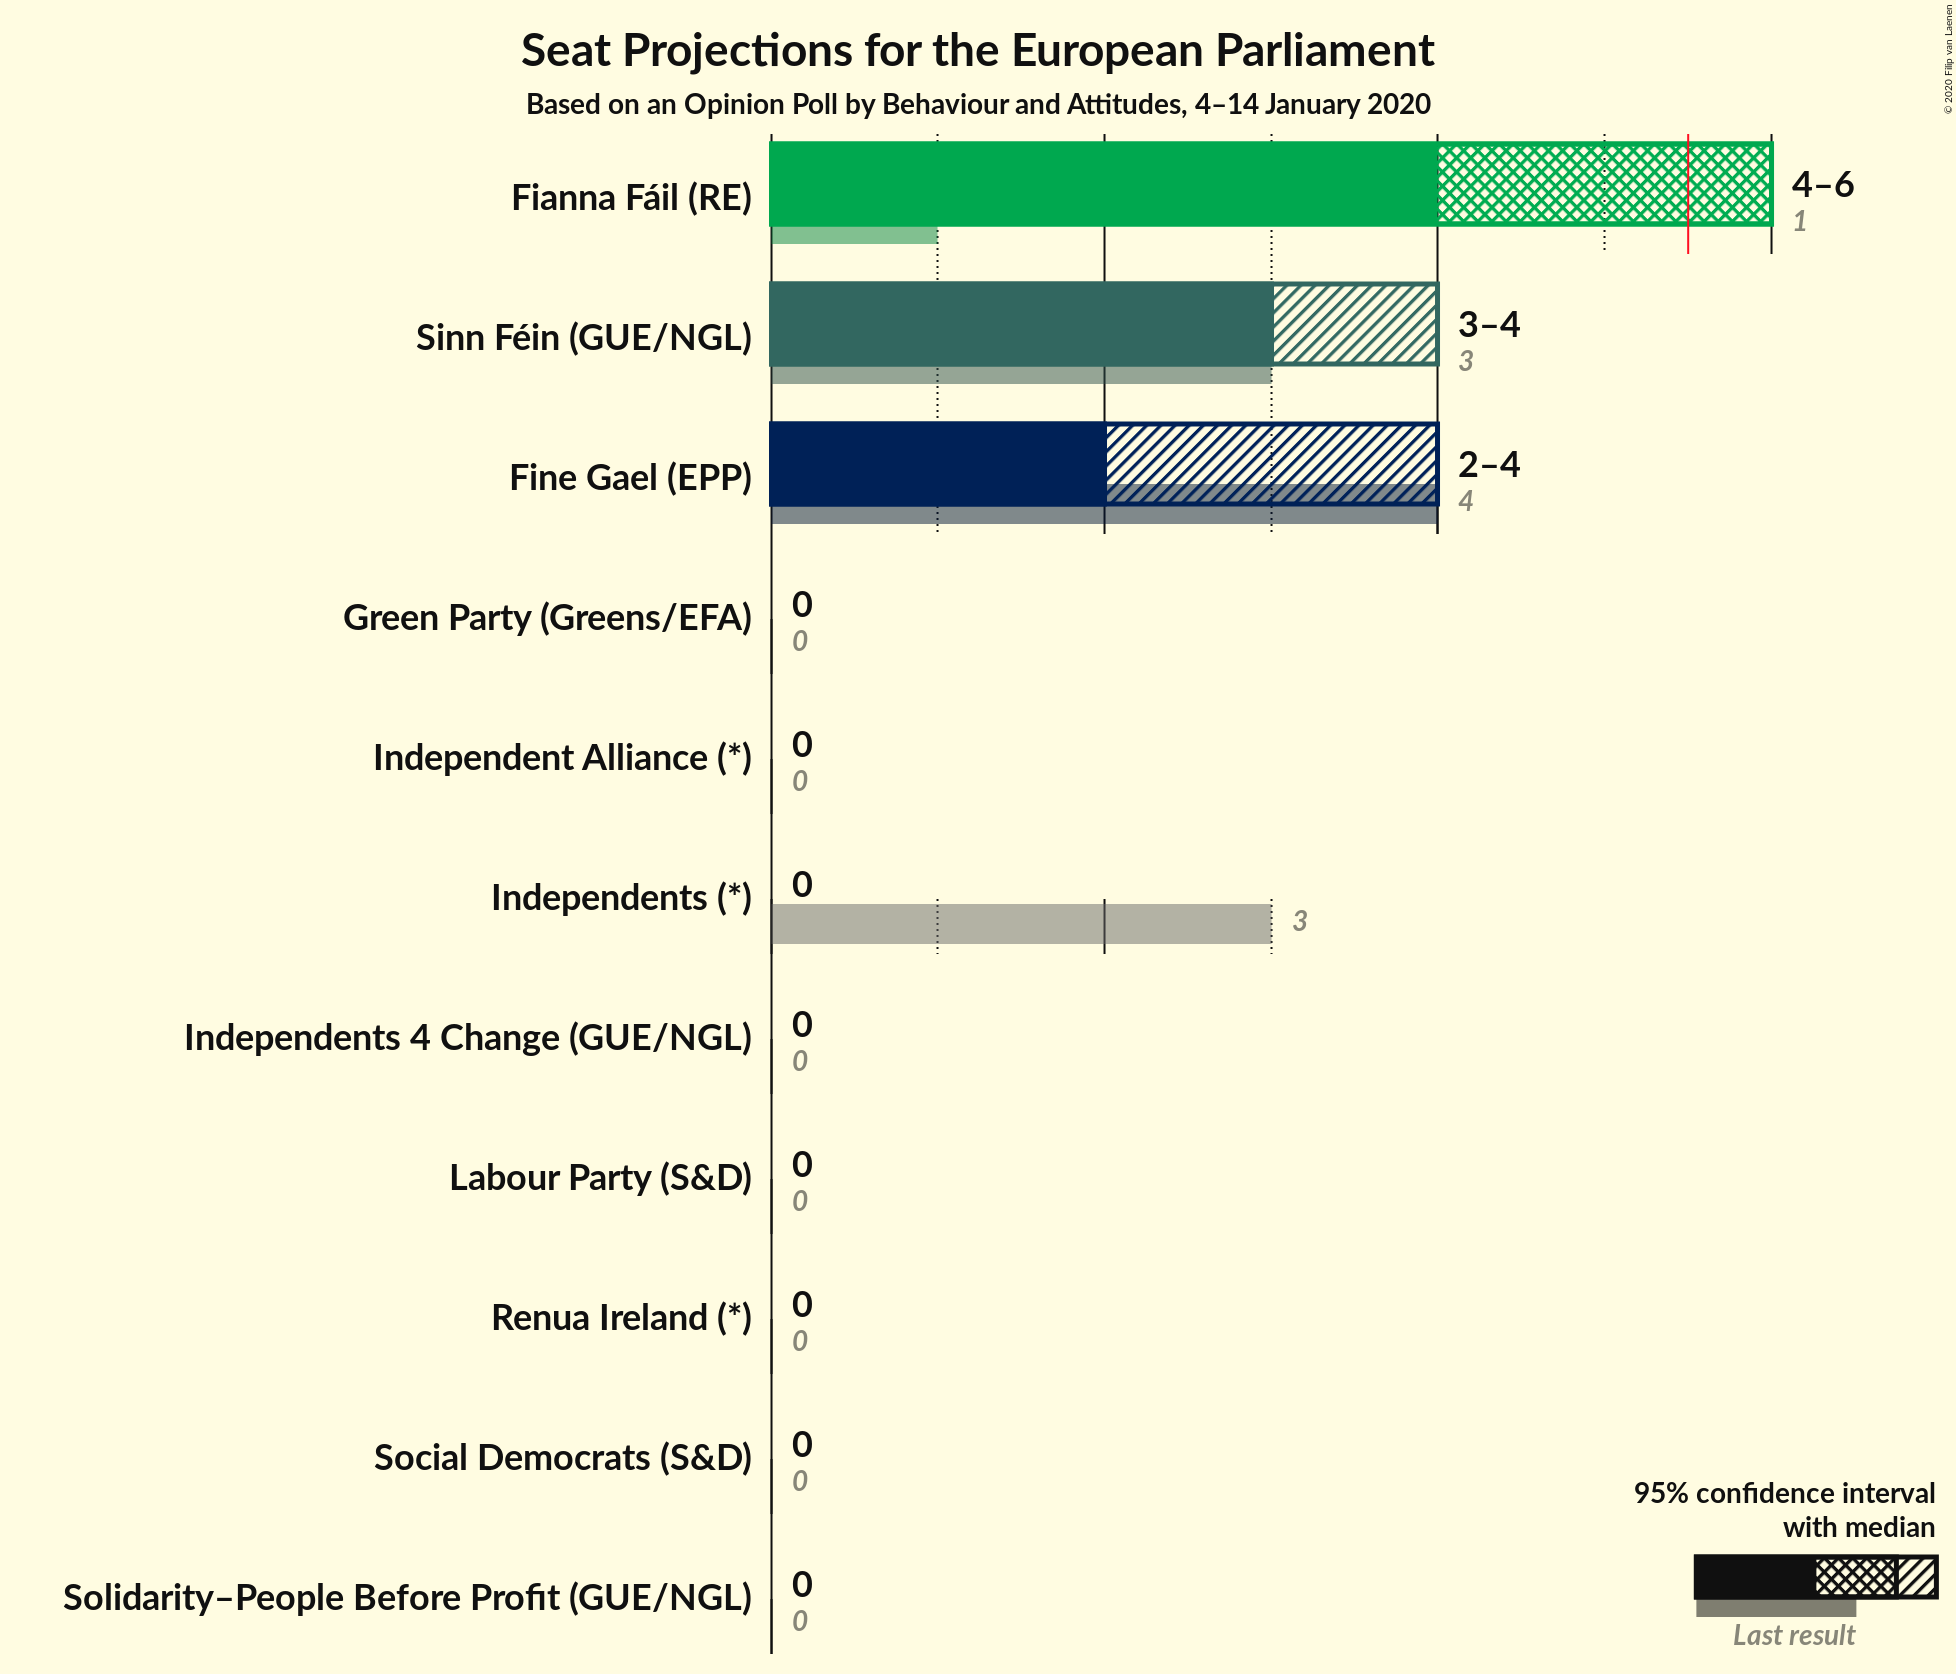 Seat Projections for the European Parliament
Based on an Opinion Poll by Behaviour and Attitudes, 4–14 January 2020
© 2020 Filip van Laenen
Fianna Fáil (RE)
4–6
1
Sinn Féin (GUE/NGL)
3–4
3
Fine Gael (EPP)
2–4
4
Green Party (Greens/EFA)
0
0
Independent Alliance (*)
0
0
Independents (*)
0
3
Independents 4 Change (GUE/NGL)
0
0
Labour Party (S&D)
0
0
Renua Ireland (*)
0
0
Social Democrats (S&D)
0
0
Solidarity–People Before Profit (GUE/NGL)
0
0
95% confidence interval
with median
Last result